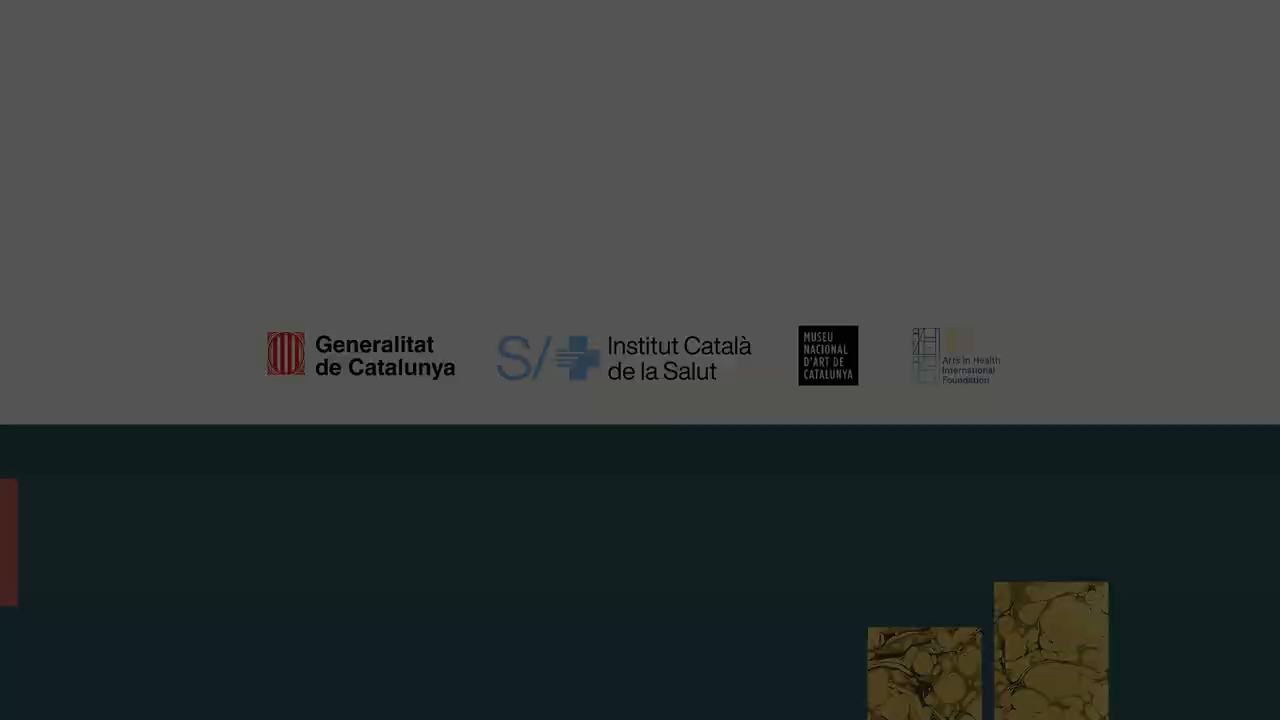 Generalitat
de Catalunya
S/
Institut Català
de la Salut
MUSEU
NACIONAL
D'ART DE
CATALUNYA
Arts in Health
International
Foundation